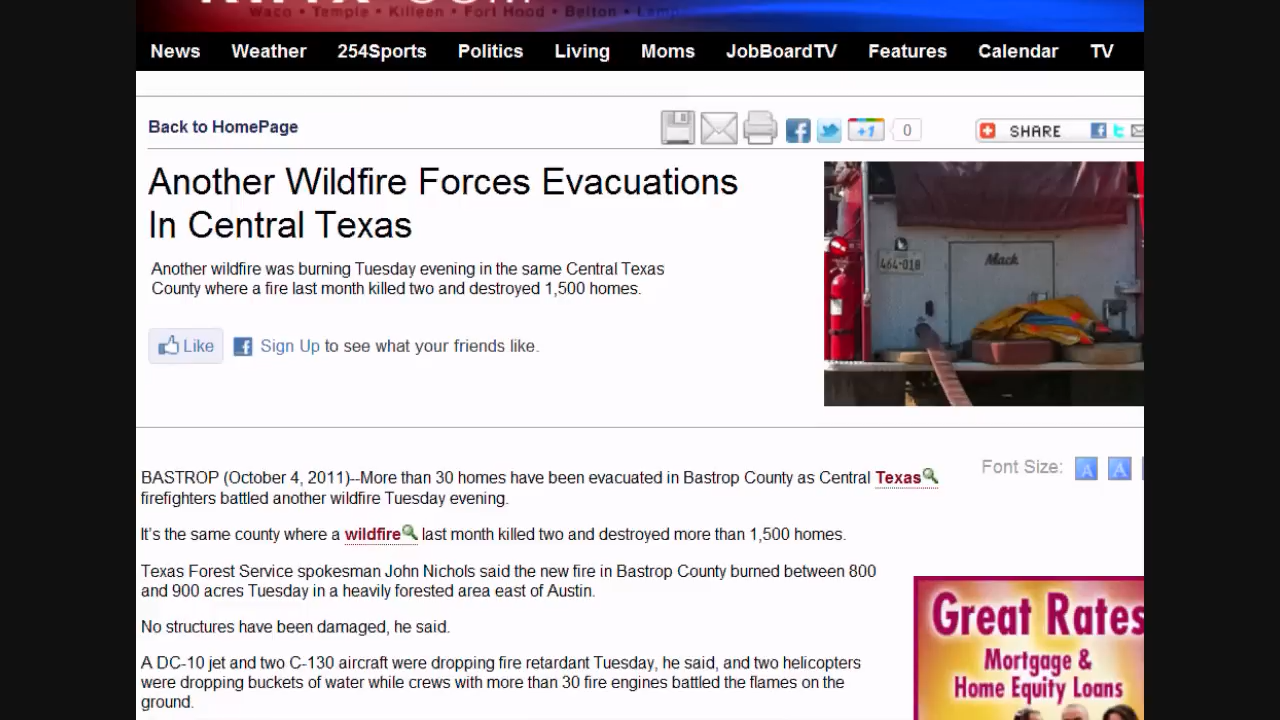 Waco • Temple • Killeen • Fort Hood • Belton
News Weather 254Sports Politics Living Moms JobBoardTV Features Calendar TV
Back to HomePage
+1 0 SHARE
Another Wildfire Forces Evacuations
In Central Texas
Another wildfire was burning Tuesday evening in the same Central Texas
County where a fire last month killed two and destroyed 1,500 homes.
464-018
Mack
Like Sign Up to see what your friends like.
Font Size: A A
BASTROP (October 4, 2011)--More than 30 homes have been evacuated in Bastrop County as Central Texas
firefighters battled another wildfire Tuesday evening.
It's the same county where a wildfire last month killed two and destroyed more than 1,500 homes.
Texas Forest Service spokesman John Nichols said the new fire in Bastrop County burned between 800
and 900 acres Tuesday in a heavily forested area east of Austin.
No structures have been damaged, he said.
A DC-10 jet and two C-130 aircraft were dropping fire retardant Tuesday, he said, and two helicopters
were dropping buckets of water while crews with more than 30 fire engines battled the flames on the
ground.
Great Rates
Mortgage &
Home Equity Loans